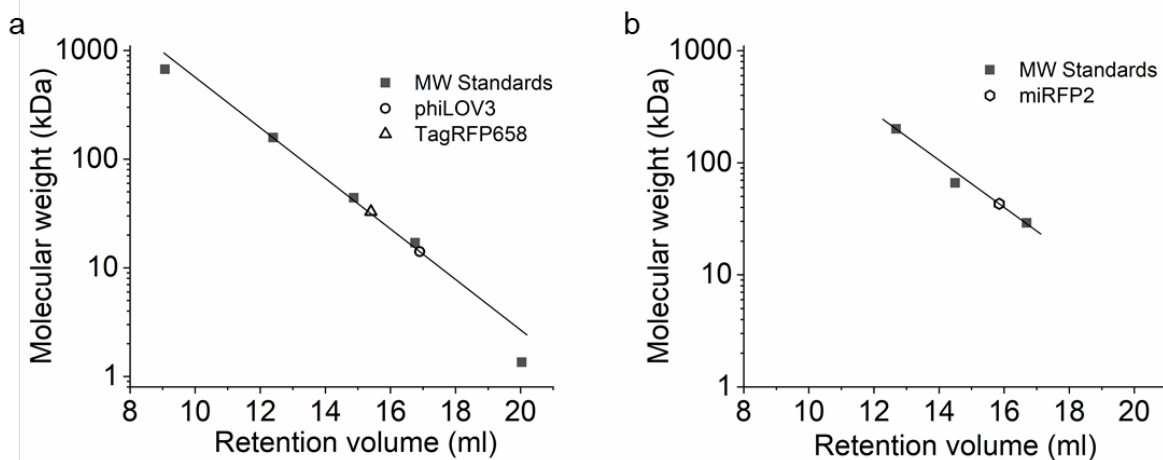 a
1000
100
10
1
Molecular weight (kDa)
MW Standards
phiLOV3
TagRFP658
8 10 12 14 16 18 20
Retention volume (ml)
b
1000
100
10
1
Molecular weight (kDa)
MW Standards
miRFP2
8 10 12 14 16 18 20
Retention volume (ml)